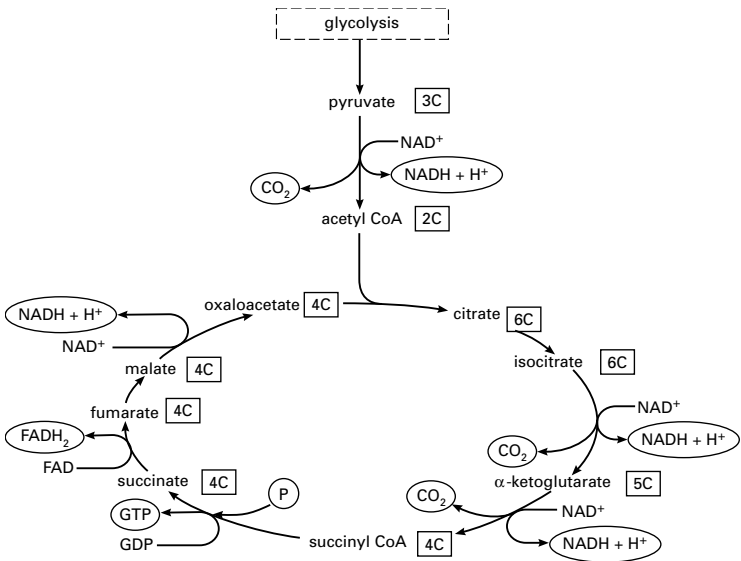 glycolysis
pyruvate 3C
NAD⁺
CO₂
NADH + H⁺
acetyl CoA 2C
oxaloacetate 4C
citrate 6C
NADH + H⁺
NAD⁺
malate 4C
isocitrate 6C
fumarate 4C
NAD⁺
FADH₂
CO₂
NADH + H⁺
FAD
succinate 4C
α-ketoglutarate 5C
P
CO₂
GTP
NAD⁺
GDP
succinyl CoA 4C
NADH + H⁺